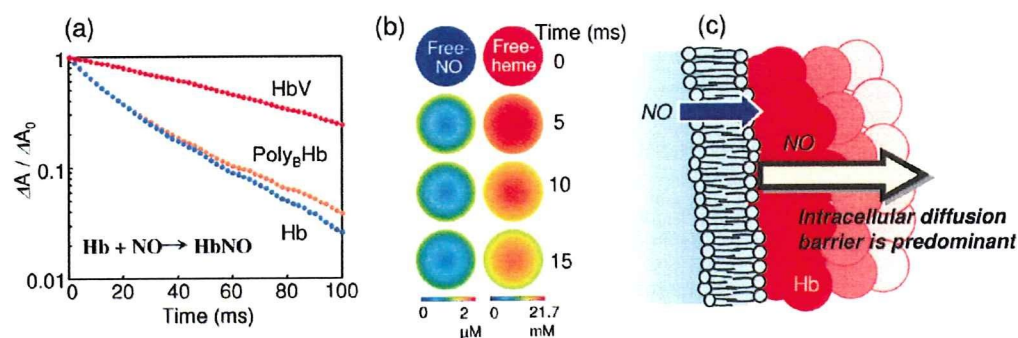 (a)
1
0.1
0.01
ΔA / ΔA₀
HbV
Poly_BHb
Hb
Hb + NO → HbNO
0 20 40 60 80 100
Time (ms)
(b)
Time (ms)
Free-
NO
Free-
heme
0
5
10
15
0 2
µM
0 21.7
mM
(c)
NO
NO
Intracellular diffusion
barrier is predominant
Hb